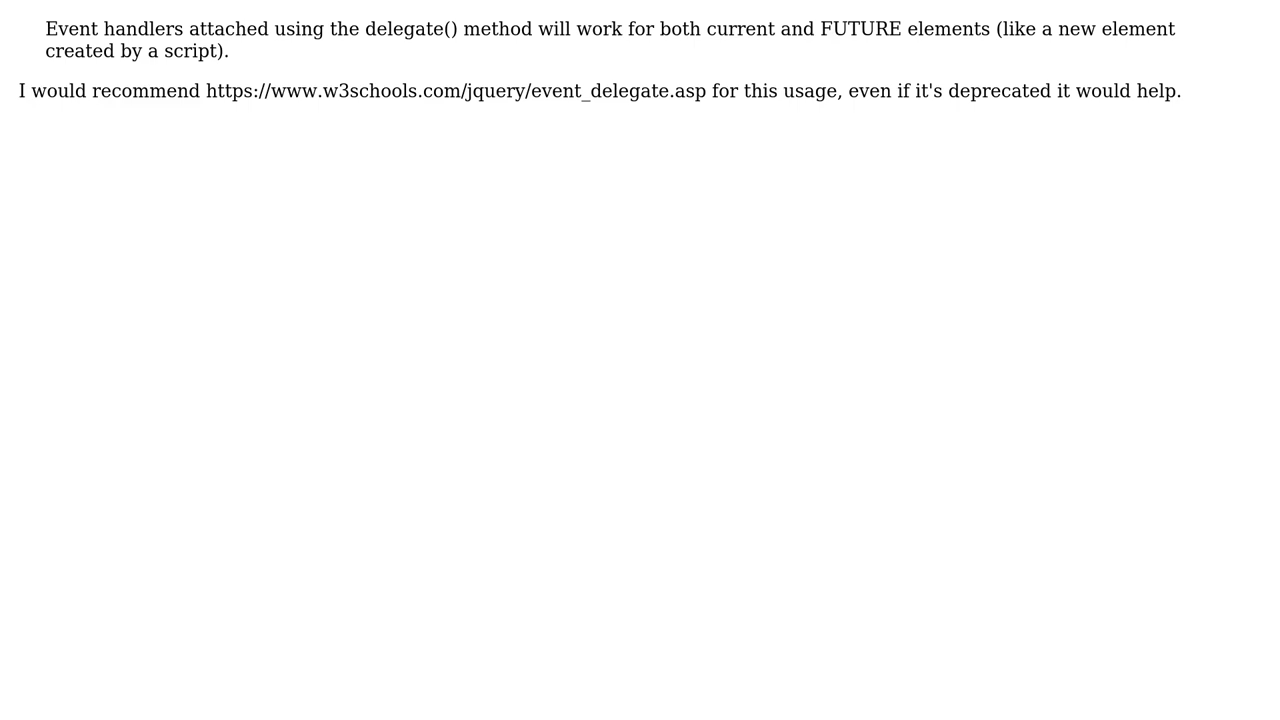 Event handlers attached using the delegate() method will work for both current and FUTURE elements (like a new element
created by a script).
I would recommend https://www.w3schools.com/jquery/event_delegate.asp for this usage, even if it's deprecated it would help.